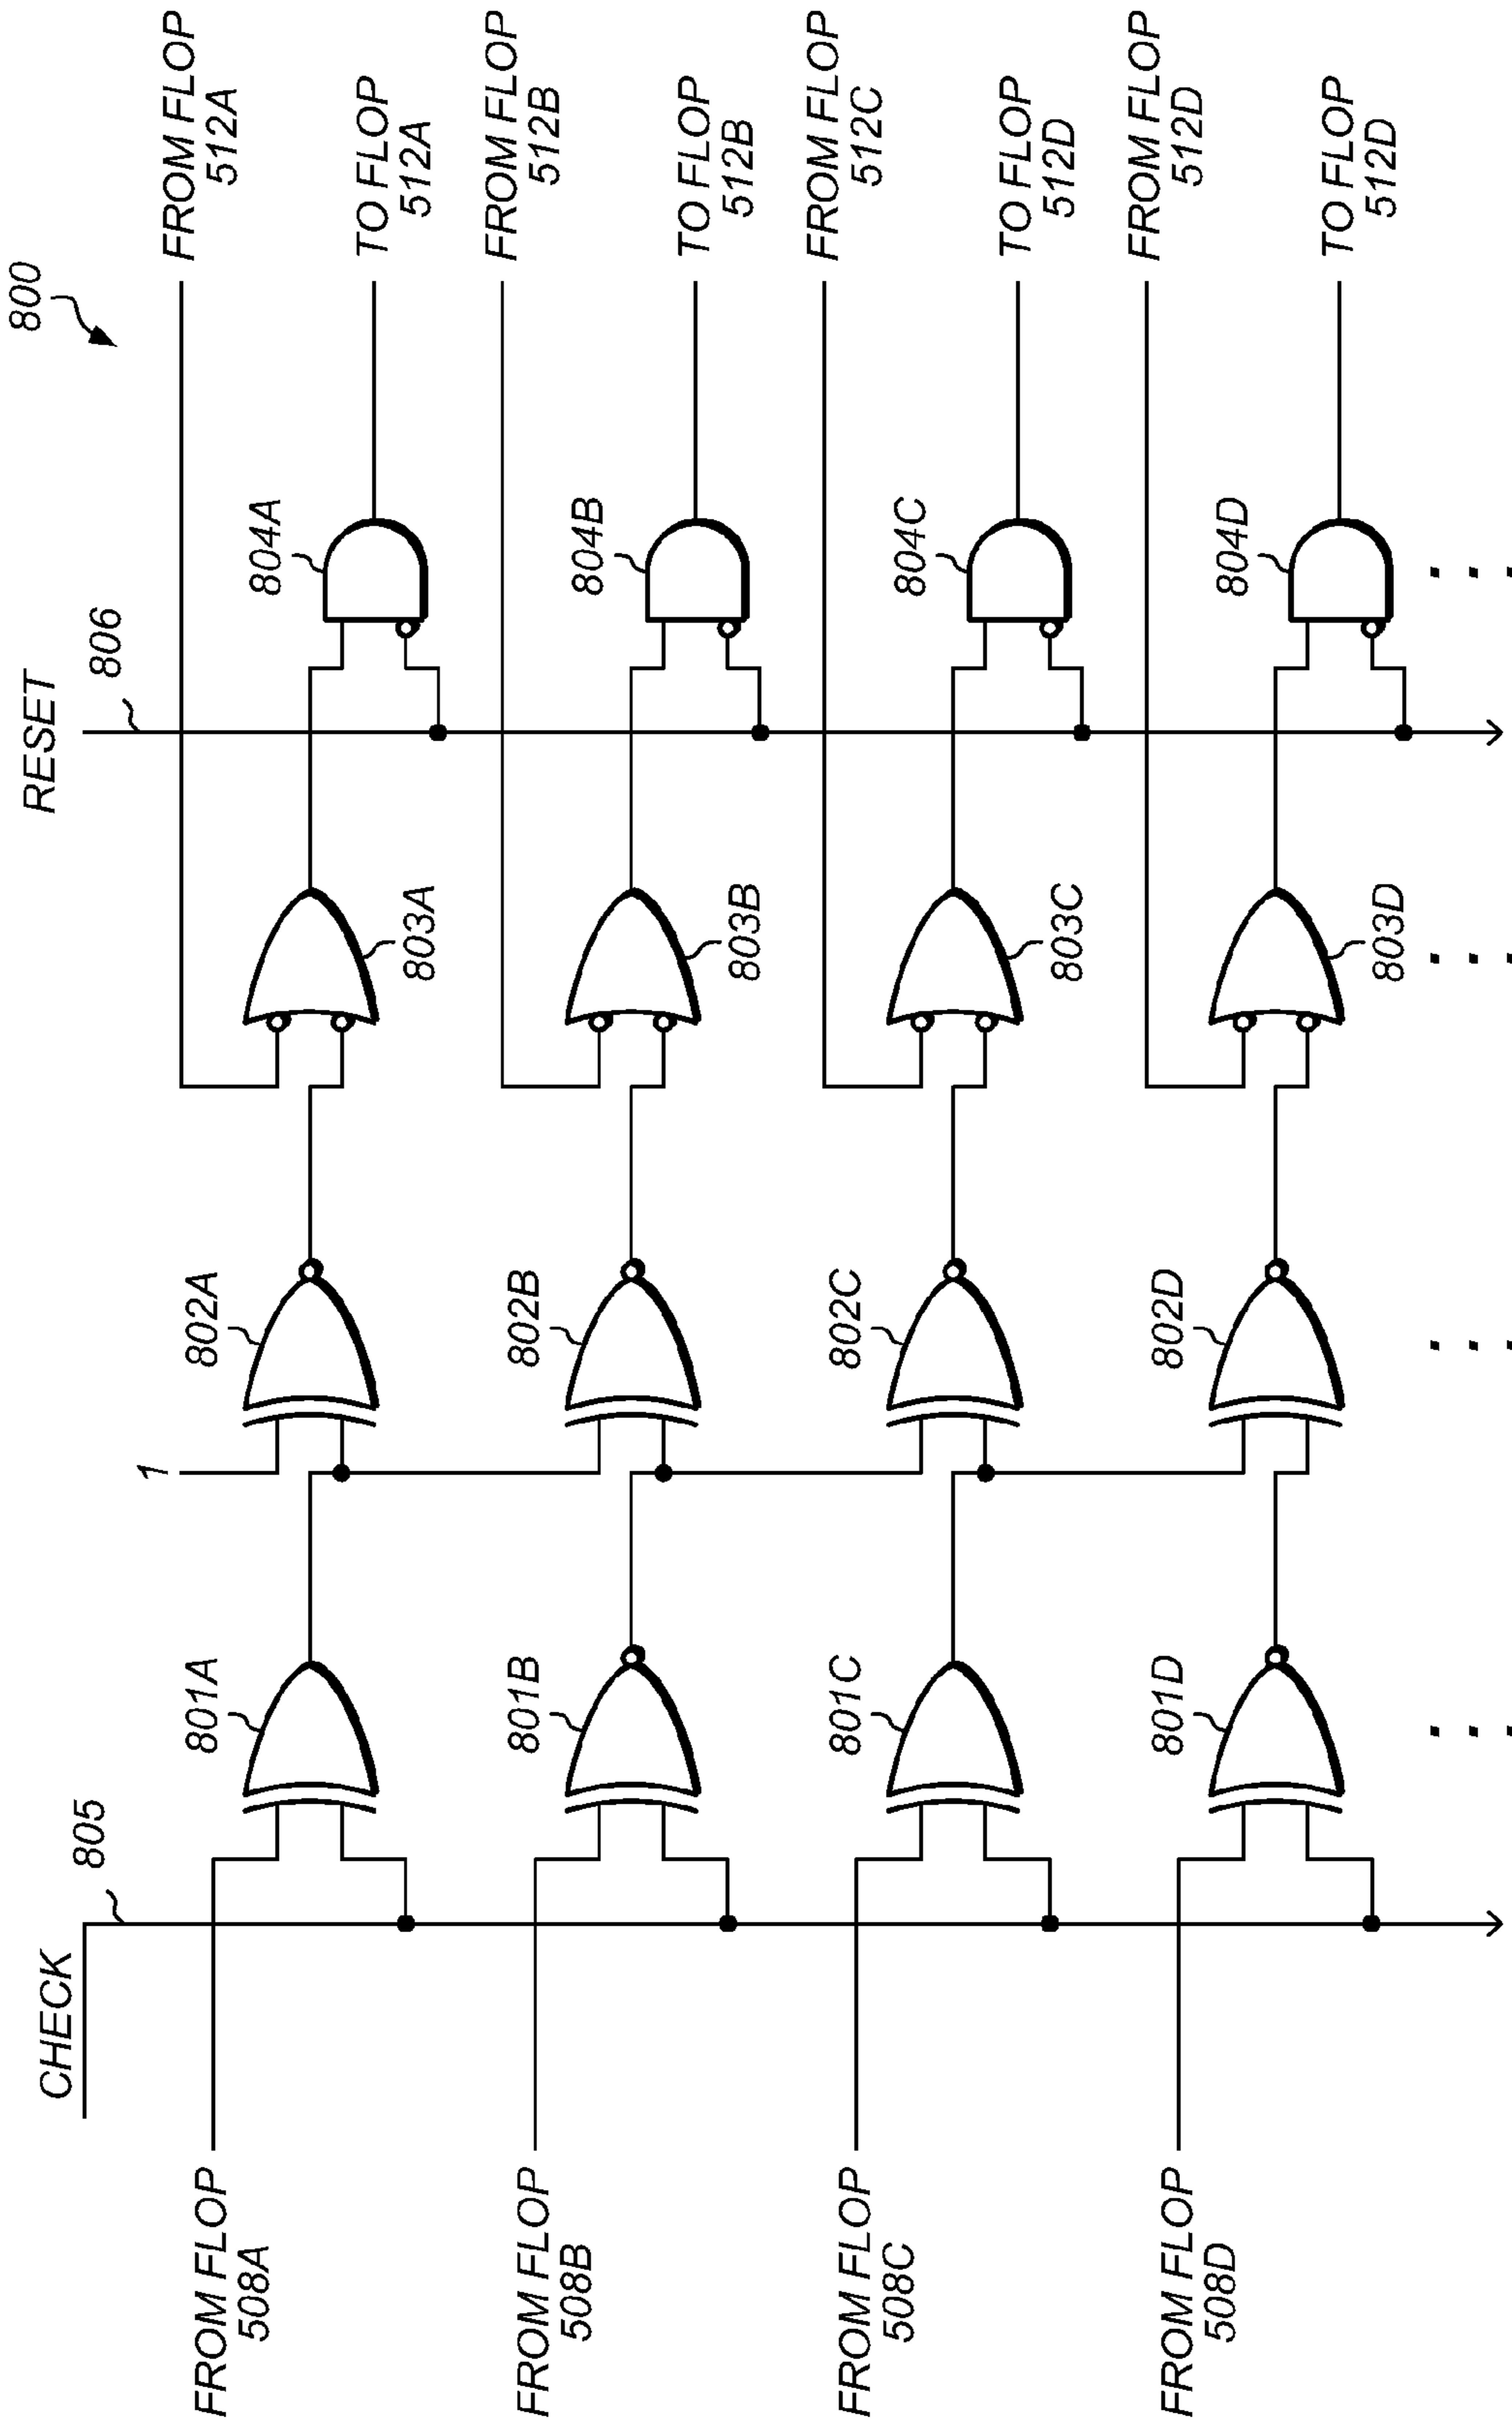 800
RESET
806
CHECK
805
FROM FLOP
512A
TO FLOP
512A
801A
802A
803A
804A
FROM FLOP
508A
FROM FLOP
512B
TO FLOP
512B
801B
802B
803B
804B
FROM FLOP
508B
FROM FLOP
512C
TO FLOP
512D
801C
802C
803C
804C
FROM FLOP
508C
FROM FLOP
512D
TO FLOP
512D
801D
802D
803D
804D
FROM FLOP
508D
1